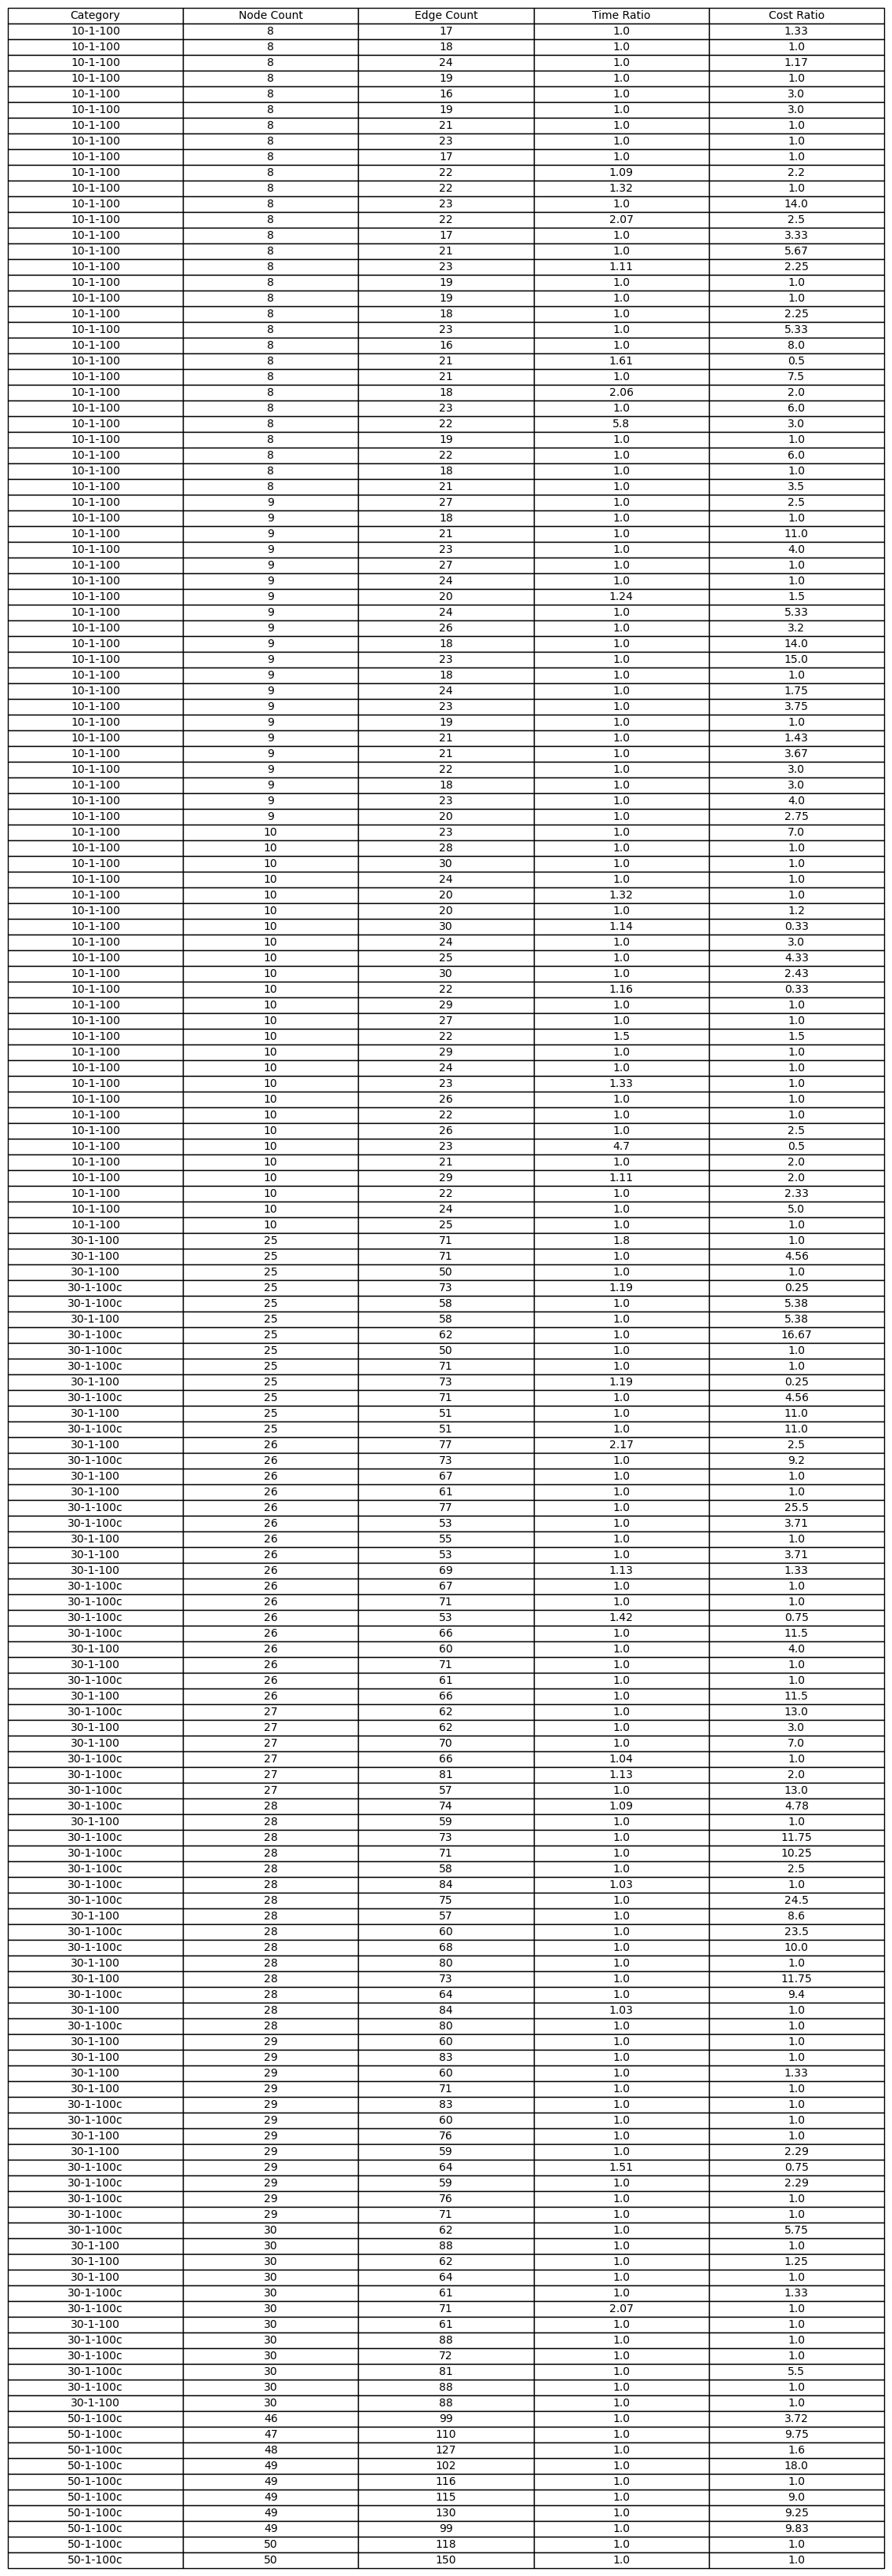 Category Node Count Edge Count Time Ratio Cost Ratio
10-1-100 8 17 1.0 1.33
10-1-100 8 18 1.0 1.0
10-1-100 8 24 1.0 1.17
10-1-100 8 19 1.0 1.0
10-1-100 8 16 1.0 3.0
10-1-100 8 19 1.0 3.0
10-1-100 8 21 1.0 1.0
10-1-100 8 23 1.0 1.0
10-1-100 8 17 1.0 1.0
10-1-100 8 22 1.09 2.2
10-1-100 8 22 1.32 1.0
10-1-100 8 23 1.0 14.0
10-1-100 8 22 2.07 2.5
10-1-100 8 17 1.0 3.33
10-1-100 8 21 1.0 5.67
10-1-100 8 23 1.11 2.25
10-1-100 8 19 1.0 1.0
10-1-100 8 19 1.0 1.0
10-1-100 8 18 1.0 2.25
10-1-100 8 23 1.0 5.33
10-1-100 8 16 1.0 8.0
10-1-100 8 21 1.61 0.5
10-1-100 8 21 1.0 7.5
10-1-100 8 18 2.06 2.0
10-1-100 8 23 1.0 6.0
10-1-100 8 22 5.8 3.0
10-1-100 8 19 1.0 1.0
10-1-100 8 22 1.0 6.0
10-1-100 8 18 1.0 1.0
10-1-100 8 21 1.0 3.5
10-1-100 9 27 1.0 2.5
10-1-100 9 18 1.0 1.0
10-1-100 9 21 1.0 11.0
10-1-100 9 23 1.0 4.0
10-1-100 9 27 1.0 1.0
10-1-100 9 24 1.0 1.0
10-1-100 9 20 1.24 1.5
10-1-100 9 24 1.0 5.33
10-1-100 9 26 1.0 3.2
10-1-100 9 18 1.0 14.0
10-1-100 9 23 1.0 15.0
10-1-100 9 18 1.0 1.0
10-1-100 9 24 1.0 1.75
10-1-100 9 23 1.0 3.75
10-1-100 9 19 1.0 1.0
10-1-100 9 21 1.0 1.43
10-1-100 9 21 1.0 3.67
10-1-100 9 22 1.0 3.0
10-1-100 9 18 1.0 3.0
10-1-100 9 23 1.0 4.0
10-1-100 9 20 1.0 2.75
10-1-100 10 23 1.0 7.0
10-1-100 10 28 1.0 1.0
10-1-100 10 30 1.0 1.0
10-1-100 10 24 1.0 1.0
10-1-100 10 20 1.32 1.0
10-1-100 10 20 1.0 1.2
10-1-100 10 30 1.14 0.33
10-1-100 10 24 1.0 3.0
10-1-100 10 25 1.0 4.33
10-1-100 10 30 1.0 2.43
10-1-100 10 22 1.16 0.33
10-1-100 10 29 1.0 1.0
10-1-100 10 27 1.0 1.0
10-1-100 10 22 1.5 1.5
10-1-100 10 29 1.0 1.0
10-1-100 10 24 1.0 1.0
10-1-100 10 23 1.33 1.0
10-1-100 10 26 1.0 1.0
10-1-100 10 22 1.0 1.0
10-1-100 10 26 1.0 2.5
10-1-100 10 23 4.7 0.5
10-1-100 10 21 1.0 2.0
10-1-100 10 29 1.11 2.0
10-1-100 10 22 1.0 2.33
10-1-100 10 24 1.0 5.0
10-1-100 10 25 1.0 1.0
30-1-100 25 71 1.8 1.0
30-1-100 25 71 1.0 4.56
30-1-100 25 50 1.0 1.0
30-1-100c 25 73 1.19 0.25
30-1-100c 25 58 1.0 5.38
30-1-100 25 58 1.0 5.38
30-1-100c 25 62 1.0 16.67
30-1-100c 25 50 1.0 1.0
30-1-100c 25 71 1.0 1.0
30-1-100 25 73 1.19 0.25
30-1-100c 25 71 1.0 4.56
30-1-100 25 51 1.0 11.0
30-1-100c 25 51 1.0 11.0
30-1-100 26 77 2.17 2.5
30-1-100c 26 73 1.0 9.2
30-1-100 26 67 1.0 1.0
30-1-100 26 61 1.0 1.0
30-1-100c 26 77 1.0 25.5
30-1-100c 26 53 1.0 3.71
30-1-100 26 55 1.0 1.0
30-1-100 26 53 1.0 3.71
30-1-100 26 69 1.13 1.33
30-1-100c 26 67 1.0 1.0
30-1-100c 26 71 1.0 1.0
30-1-100c 26 53 1.42 0.75
30-1-100c 26 66 1.0 11.5
30-1-100 26 60 1.0 4.0
30-1-100 26 71 1.0 1.0
30-1-100c 26 61 1.0 1.0
30-1-100 26 66 1.0 11.5
30-1-100c 27 62 1.0 13.0
30-1-100 27 62 1.0 3.0
30-1-100 27 70 1.0 7.0
30-1-100c 27 66 1.04 1.0
30-1-100c 27 81 1.13 2.0
30-1-100c 27 57 1.0 13.0
30-1-100c 28 74 1.09 4.78
30-1-100 28 59 1.0 1.0
30-1-100c 28 73 1.0 11.75
30-1-100c 28 71 1.0 10.25
30-1-100c 28 58 1.0 2.5
30-1-100c 28 84 1.03 1.0
30-1-100c 28 75 1.0 24.5
30-1-100 28 57 1.0 8.6
30-1-100c 28 60 1.0 23.5
30-1-100c 28 68 1.0 10.0
30-1-100 28 80 1.0 1.0
30-1-100 28 73 1.0 11.75
30-1-100c 28 64 1.0 9.4
30-1-100 28 84 1.03 1.0
30-1-100c 28 80 1.0 1.0
30-1-100 29 60 1.0 1.0
30-1-100 29 83 1.0 1.0
30-1-100 29 60 1.0 1.33
30-1-100 29 71 1.0 1.0
30-1-100c 29 83 1.0 1.0
30-1-100c 29 60 1.0 1.0
30-1-100 29 76 1.0 1.0
30-1-100 29 59 1.0 2.29
30-1-100c 29 64 1.51 0.75
30-1-100c 29 59 1.0 2.29
30-1-100c 29 76 1.0 1.0
30-1-100c 29 71 1.0 1.0
30-1-100c 30 62 1.0 5.75
30-1-100 30 88 1.0 1.0
30-1-100 30 62 1.0 1.25
30-1-100 30 64 1.0 1.0
30-1-100c 30 61 1.0 1.33
30-1-100c 30 71 2.07 1.0
30-1-100 30 61 1.0 1.0
30-1-100c 30 88 1.0 1.0
30-1-100c 30 72 1.0 1.0
30-1-100c 30 81 1.0 5.5
30-1-100c 30 88 1.0 1.0
30-1-100 30 88 1.0 1.0
50-1-100c 46 99 1.0 3.72
50-1-100c 47 110 1.0 9.75
50-1-100c 48 127 1.0 1.6
50-1-100c 49 102 1.0 18.0
50-1-100c 49 116 1.0 1.0
50-1-100c 49 115 1.0 9.0
50-1-100c 49 130 1.0 9.25
50-1-100c 49 99 1.0 9.83
50-1-100c 50 118 1.0 1.0
50-1-100c 50 150 1.0 1.0